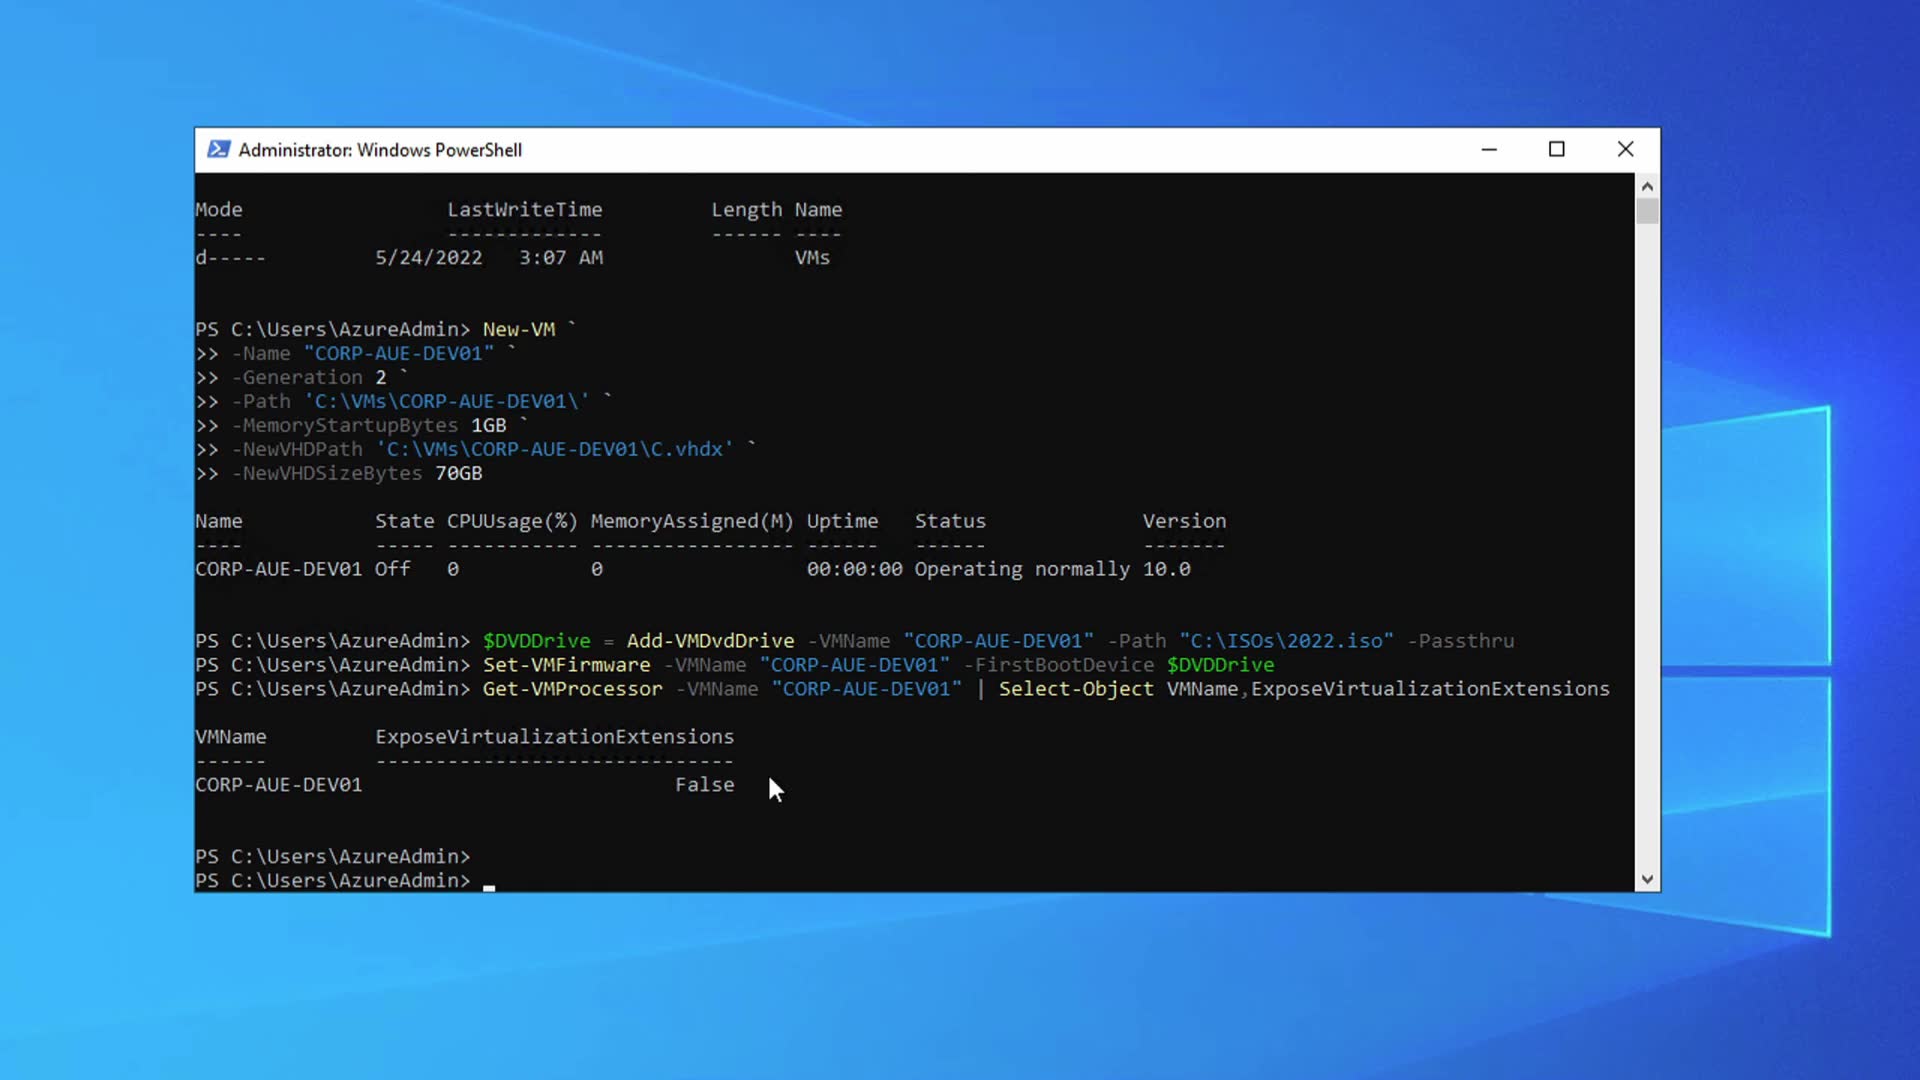 Administrator: Windows PowerShell
Mode LastWriteTime Length Name
---- ------------- ------ ----
d----- 5/24/2022 3:07 AM VMs
PS C:\Users\AzureAdmin> New-VM `
>> -Name "CORP-AUE-DEV01" `
>> -Generation 2 `
>> -Path 'C:\VMs\CORP-AUE-DEV01\' `
>> -MemoryStartupBytes 1GB `
>> -NewVHDPath 'C:\VMs\CORP-AUE-DEV01\C.vhdx' `
>> -NewVHDSizeBytes 70GB
Name State CPUUsage(%) MemoryAssigned(M) Uptime Status Version
---- ----- ----------- ----------------- ------ ------ -------
CORP-AUE-DEV01 Off 0 0 00:00:00 Operating normally 10.0
PS C:\Users\AzureAdmin> $DVDDrive = Add-VMDvdDrive -VMName "CORP-AUE-DEV01" -Path "C:\ISOs\2022.iso" -Passthru
PS C:\Users\AzureAdmin> Set-VMFirmware -VMName "CORP-AUE-DEV01" -FirstBootDevice $DVDDrive
PS C:\Users\AzureAdmin> Get-VMProcessor -VMName "CORP-AUE-DEV01" | Select-Object VMName,ExposeVirtualizationExtensions
VMName ExposeVirtualizationExtensions
------ ------------------------------
CORP-AUE-DEV01 False
PS C:\Users\AzureAdmin>
PS C:\Users\AzureAdmin>